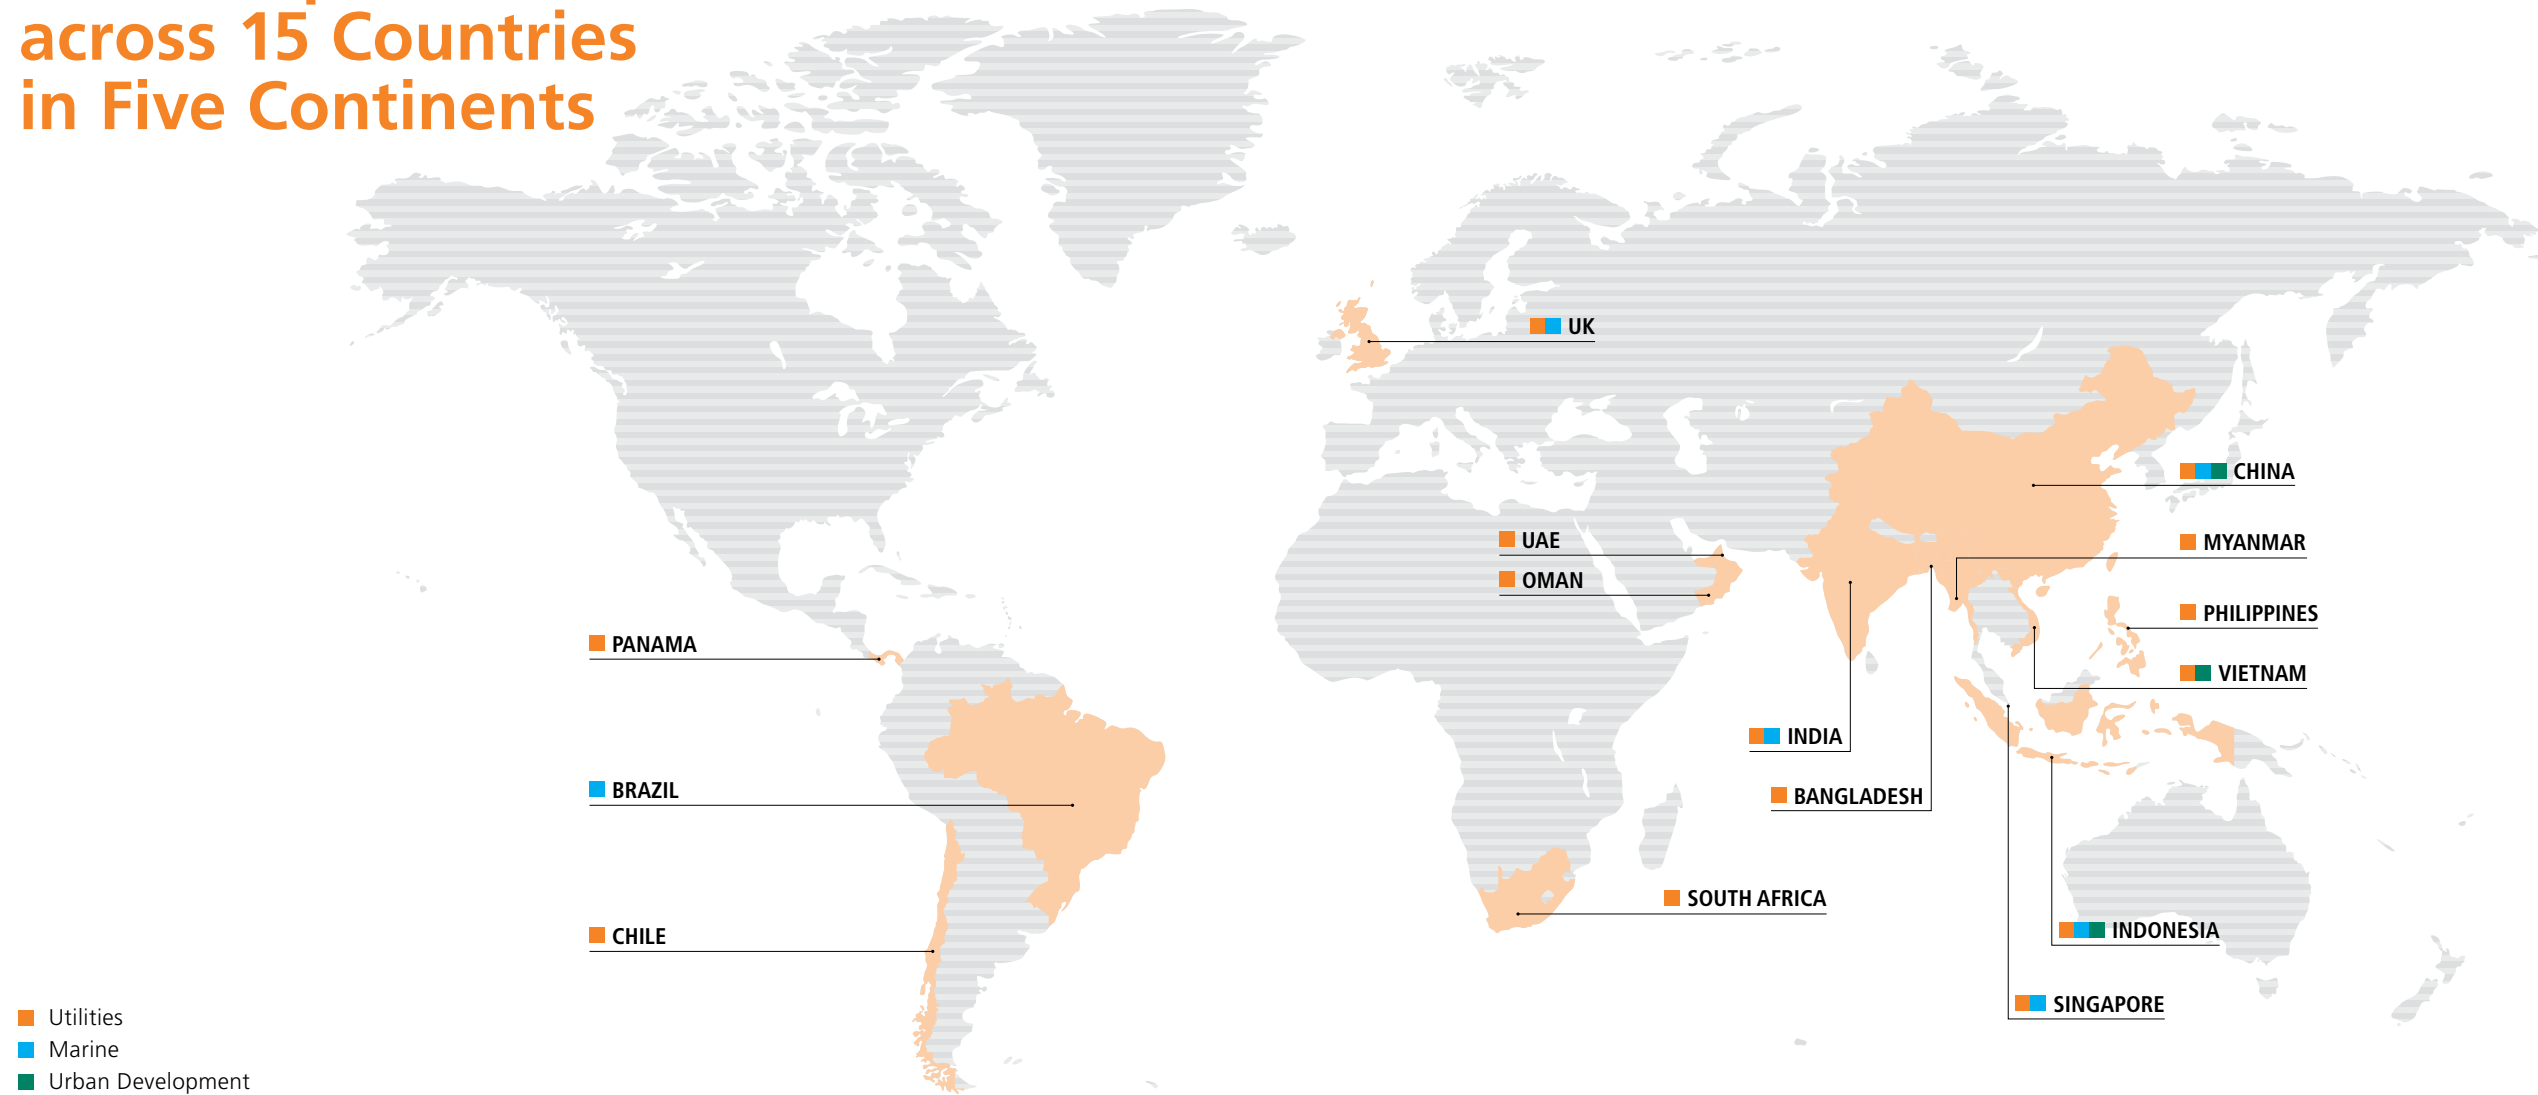 across 15 Countries
in Five Continents
UK
CHINA
UAE
MYANMAR
OMAN
PHILIPPINES
PANAMA
VIETNAM
INDIA
BRAZIL
BANGLADESH
SOUTH AFRICA
CHILE
INDONESIA
SINGAPORE
Utilities
Marine
Urban Development